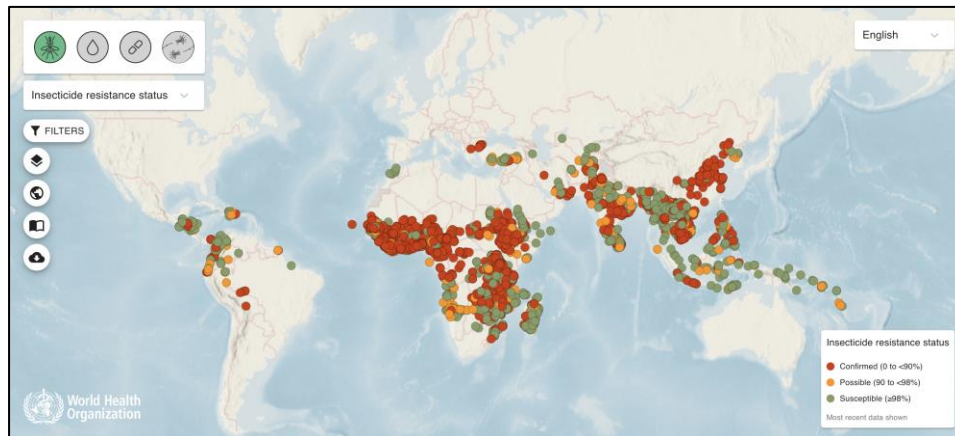 English
Insecticide resistance status
FILTERS
World Health
Organization
Insecticide resistance status
Confirmed (0 to <90%)
Possible (90 to <98%)
Susceptible (≥98%)
Most recent data shown